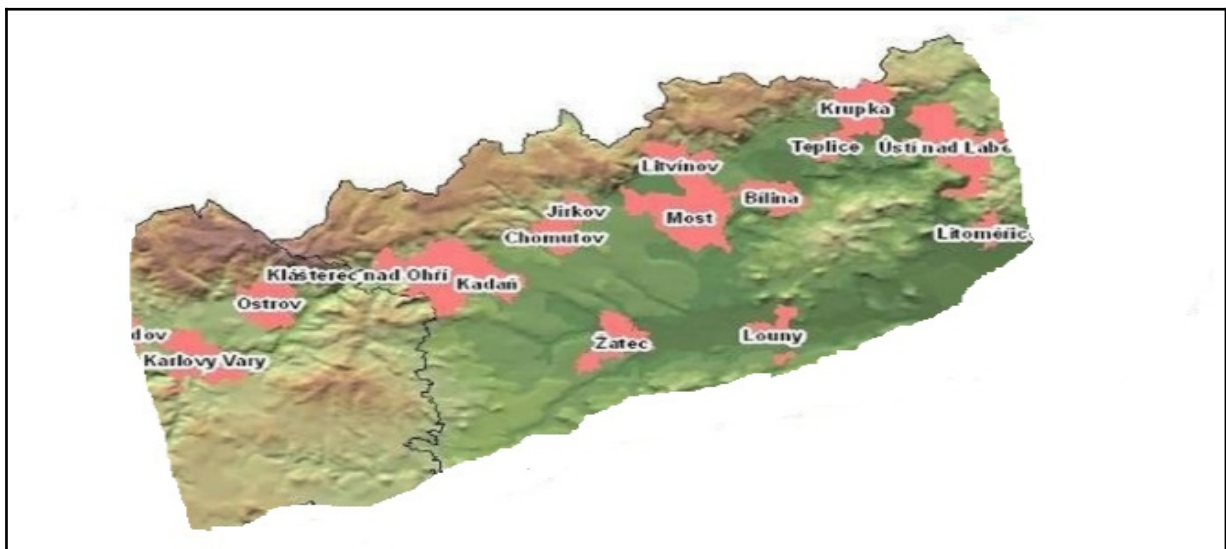 Krupka
Teplice
Ústí nad Labe
Litvínov
Bílina
Most
Jirkov
Chomutov
Litoměřic
Klášterec nad Ohří
Kadaň
Ostrov
dov
Žatec
Louny
Karlovy Vary